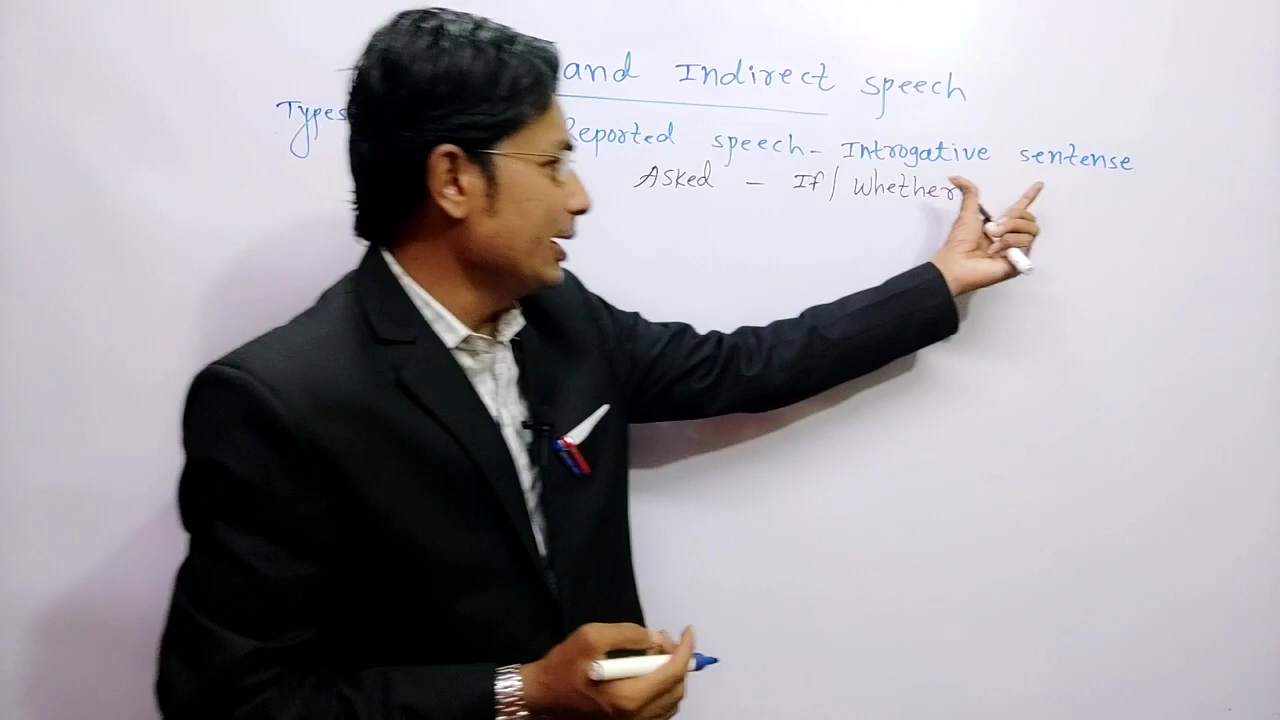 and Indirect speech
Types Reported speech - Introgative sentense
Asked - If / Whether